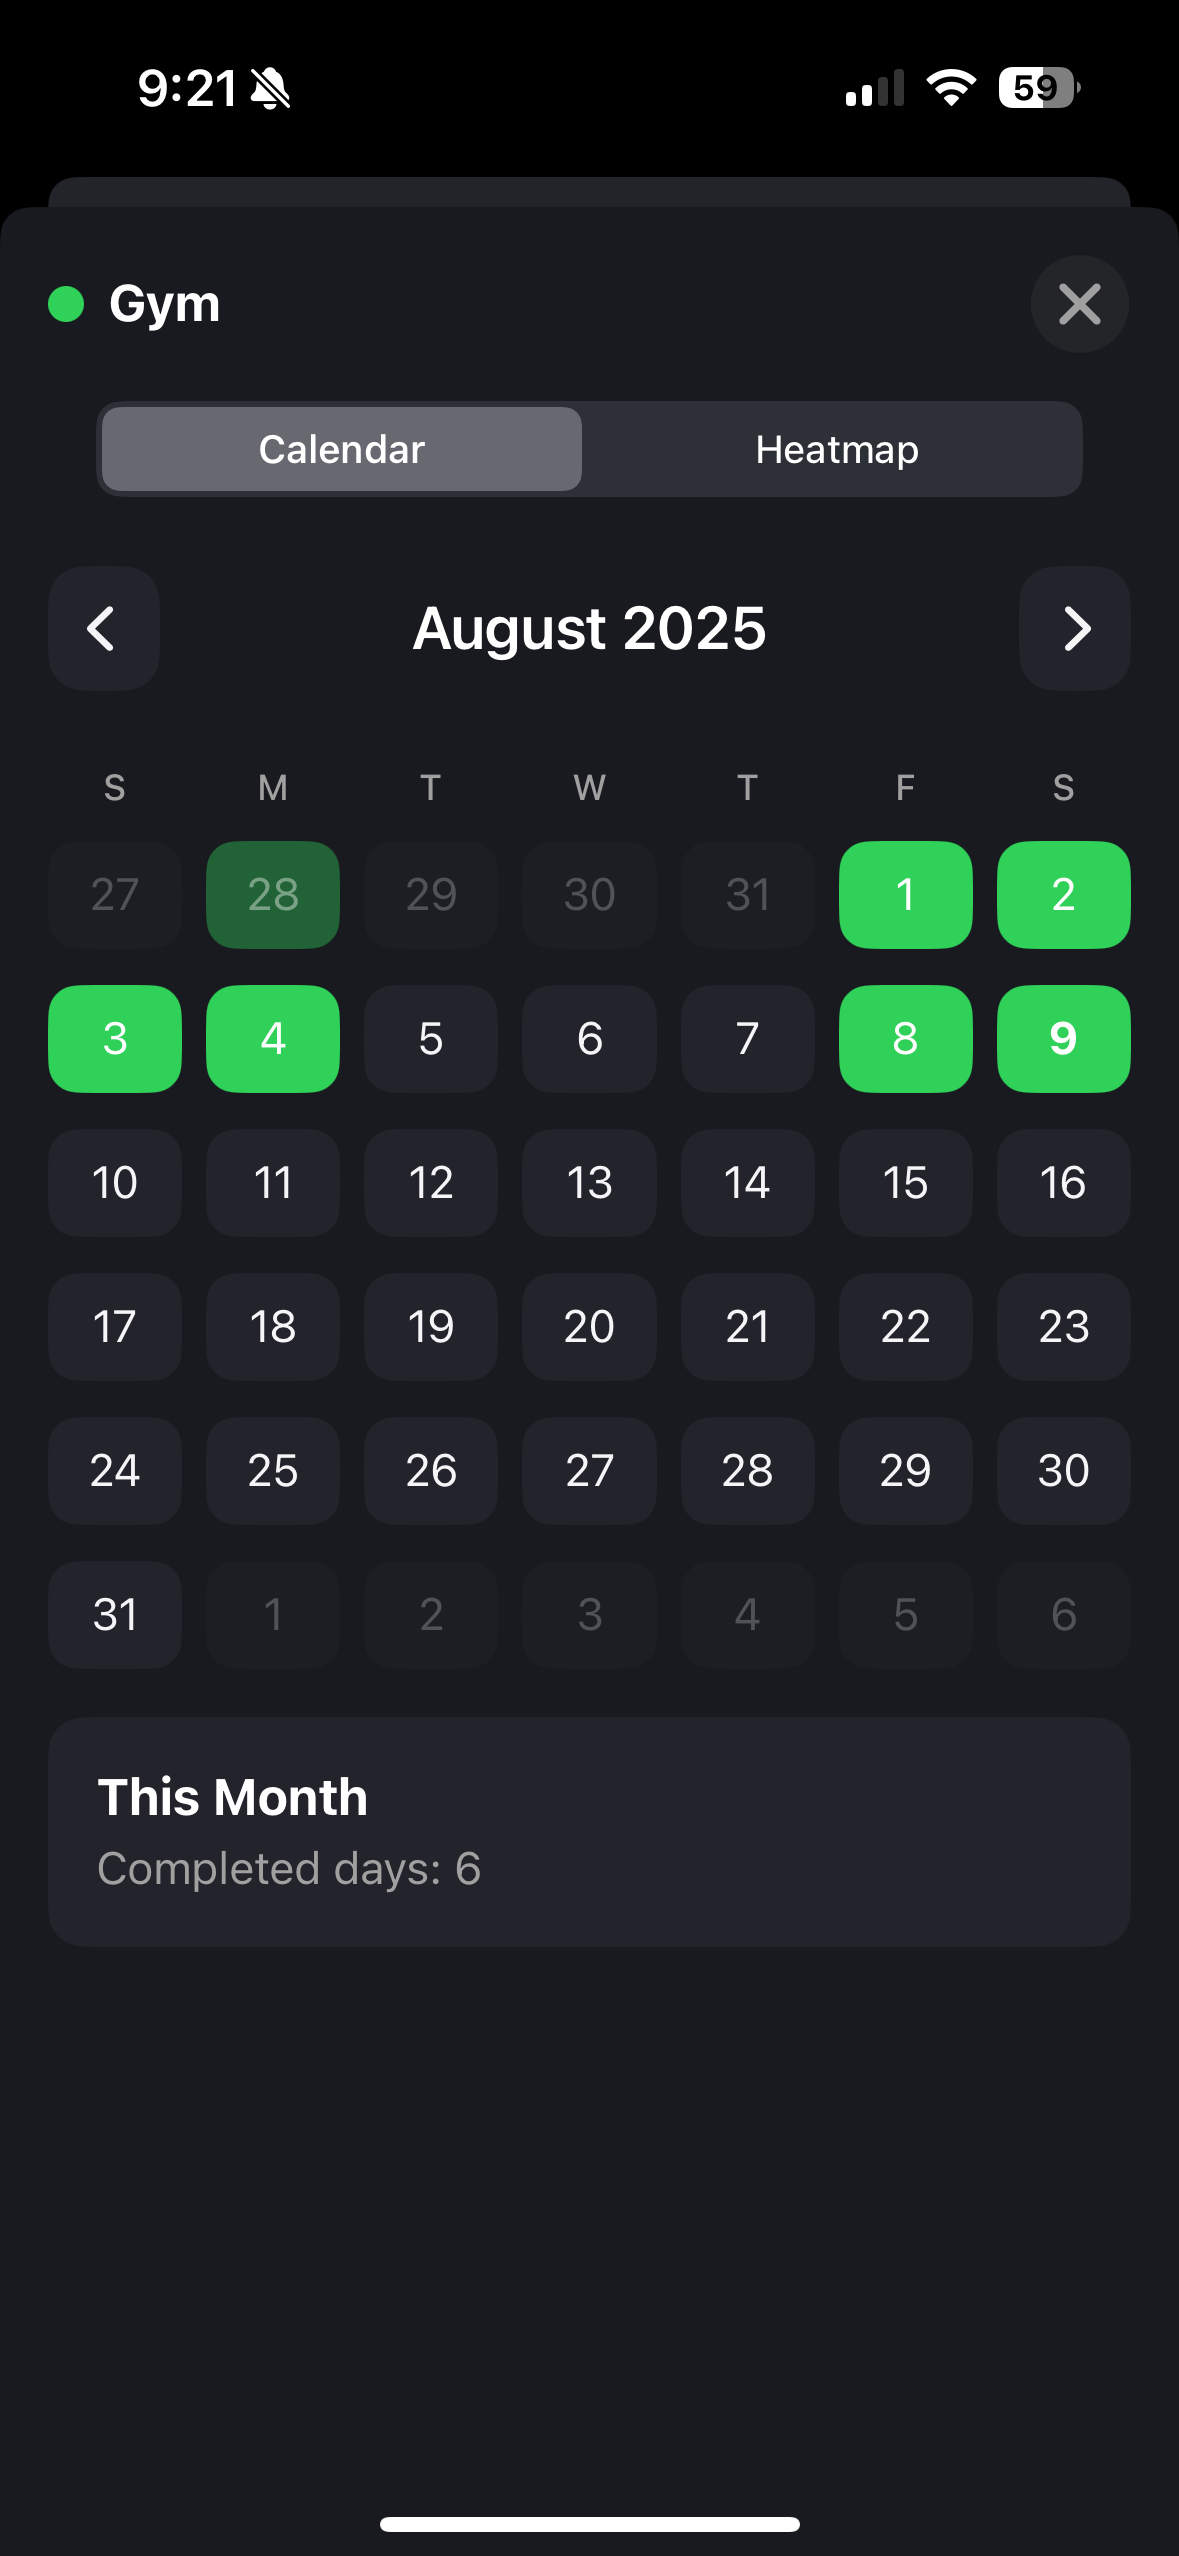 9:21 59
Gym
Calendar Heatmap
August 2025
S M T W T F S
27 28 29 30 31 1 2
3 4 5 6 7 8 9
10 11 12 13 14 15 16
17 18 19 20 21 22 23
24 25 26 27 28 29 30
31 1 2 3 4 5 6
This Month
Completed days: 6